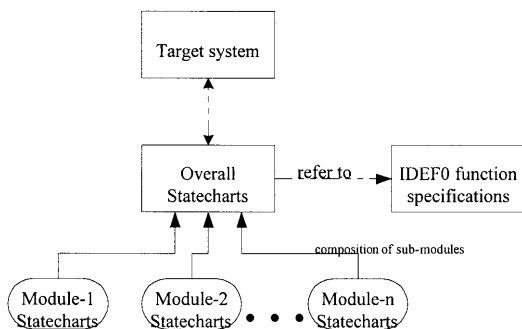 Target system
Overall
Statecharts
refer to
IDEF0 function
specifications
composition of sub-modules
Module-1
Statecharts
Module-2
Statecharts
Module-n
Statecharts